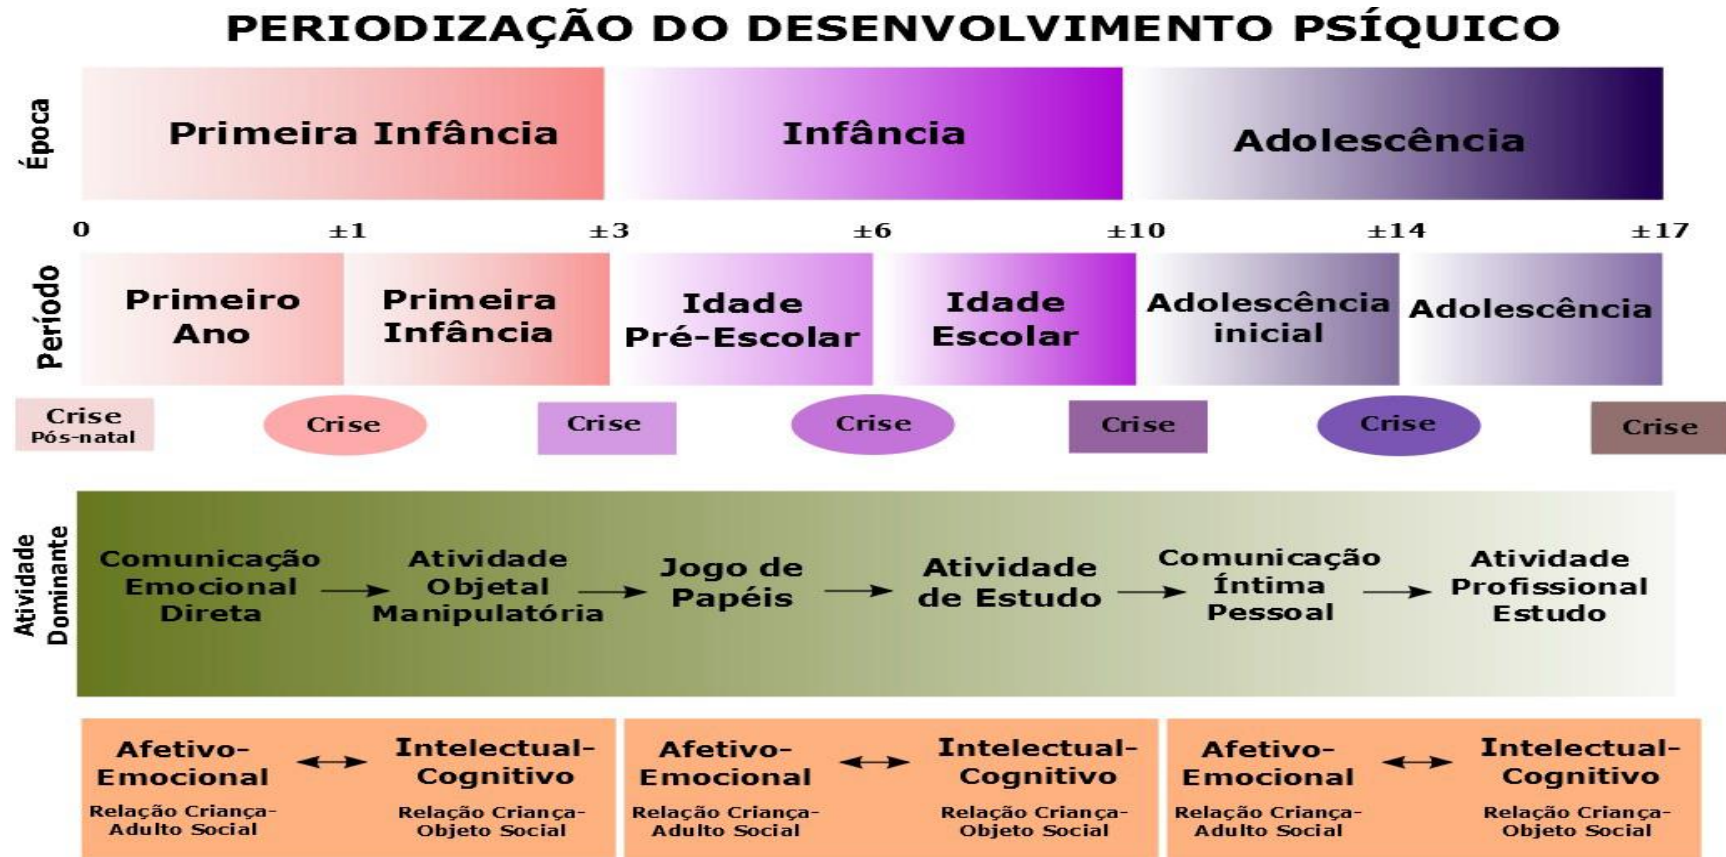 PERIODIZAÇÃO DO DESENVOLVIMENTO PSÍQUICO
Época
Primeira Infância
Infância
Adolescência
0 ±1 ±3 ±6 ±10 ±14 ±17
Período
Primeiro
Ano
Primeira
Infância
Idade
Pré-Escolar
Idade
Escolar
Adolescência
inicial
Adolescência
Crise
Pós-natal
Crise
Crise
Crise
Crise
Crise
Crise
Atividade
Dominante
Comunicação
Emocional
Direta
Atividade
Objetal
Manipulatória
Jogo de
Papéis
Atividade
de Estudo
Comunicação
Íntima
Pessoal
Atividade
Profissional
Estudo
Afetivo-
Emocional
Relação Criança-
Adulto Social
Intelectual-
Cognitivo
Relação Criança-
Objeto Social
Afetivo-
Emocional
Relação Criança-
Adulto Social
Intelectual-
Cognitivo
Relação Criança-
Objeto Social
Afetivo-
Emocional
Relação Criança-
Adulto Social
Intelectual-
Cognitivo
Relação Criança-
Objeto Social